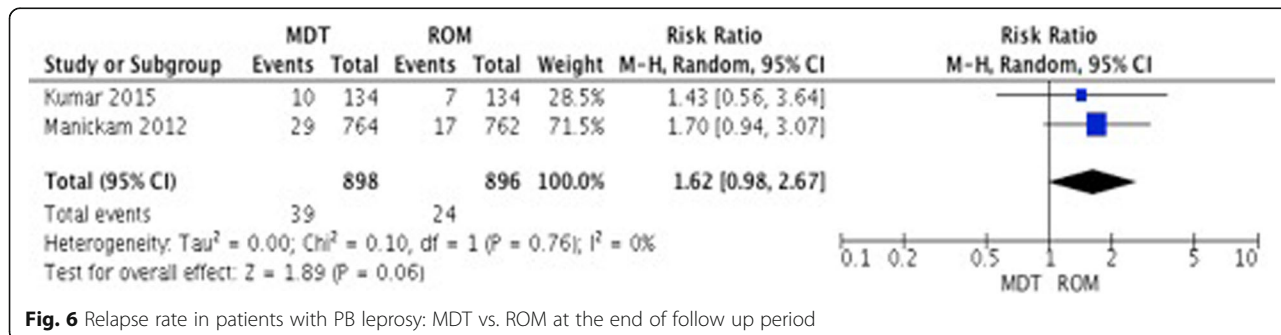 MDT ROM Risk Ratio Risk Ratio
Study or Subgroup Events Total Events Total Weight M-H, Random, 95% CI M-H, Random, 95% CI
Kumar 2015 10 134 7 134 28.5% 1.43 [0.56, 3.64]
Manickam 2012 29 764 17 762 71.5% 1.70 [0.94, 3.07]
Total (95% CI) 898 896 100.0% 1.62 [0.98, 2.67]
Total events 39 24
Heterogeneity: Tau² = 0.00; Chi² = 0.10, df = 1 (P = 0.76); I² = 0%
Test for overall effect: Z = 1.89 (P = 0.06)
0.1 0.2 0.5 1 2 5 10
MDT ROM
Fig. 6 Relapse rate in patients with PB leprosy: MDT vs. ROM at the end of follow up period